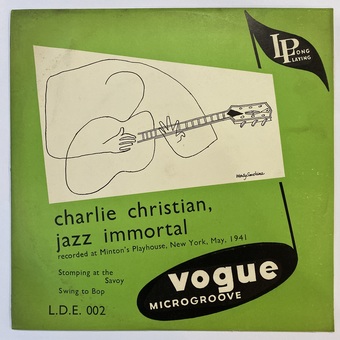 LP
LONG
PLAYING
charlie christian,
jazz immortal
recorded at Minton's Playhouse, New York, May, 1941
Stomping at the
Savoy
Swing to Bop
L.D.E. 002
vogue
MICROGROOVE